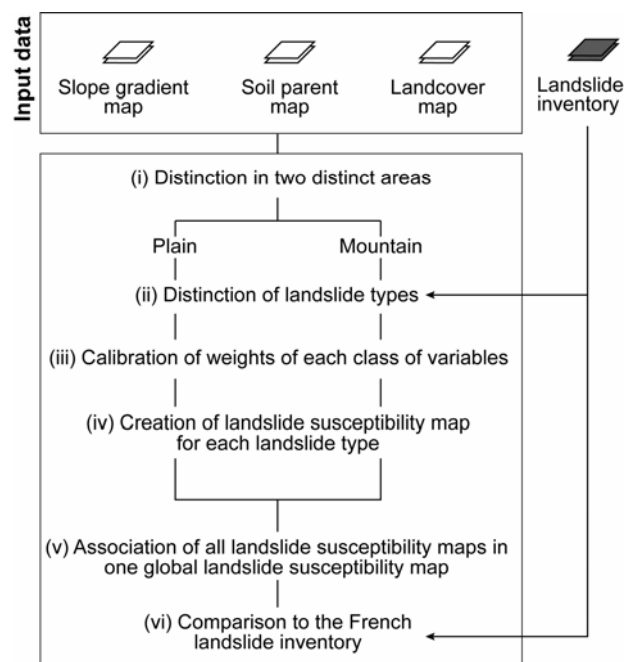 Input data
Slope gradient
map
Soil parent
map
Landcover
map
Landslide
inventory
(i) Distinction in two distinct areas
Plain
Mountain
(ii) Distinction of landslide types
(iii) Calibration of weights of each class of variables
(iv) Creation of landslide susceptibility map
for each landslide type
(v) Association of all landslide susceptibility maps in
one global landslide susceptibility map
(vi) Comparison to the French
landslide inventory